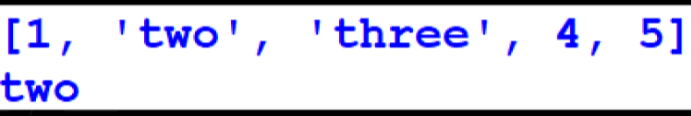 [1, 'two', 'three', 4, 5]
two